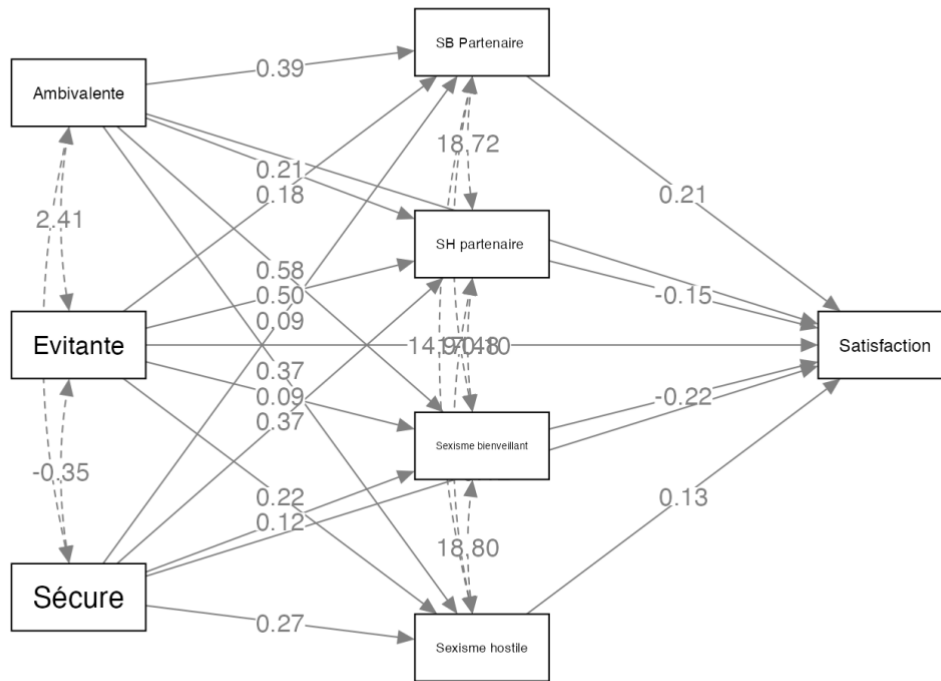 SB Partenaire
Ambivalente
0.39
18.72
0.21
0.18
0.21
2.41
SH partenaire
0.58
0.50
-0.15
0.09
Evitante
Satisfaction
0.37
0.09
-0.22
0.37
Sexisme bienveillant
-0.35
0.22
0.12
0.13
18.80
Sécure
0.27
Sexisme hostile